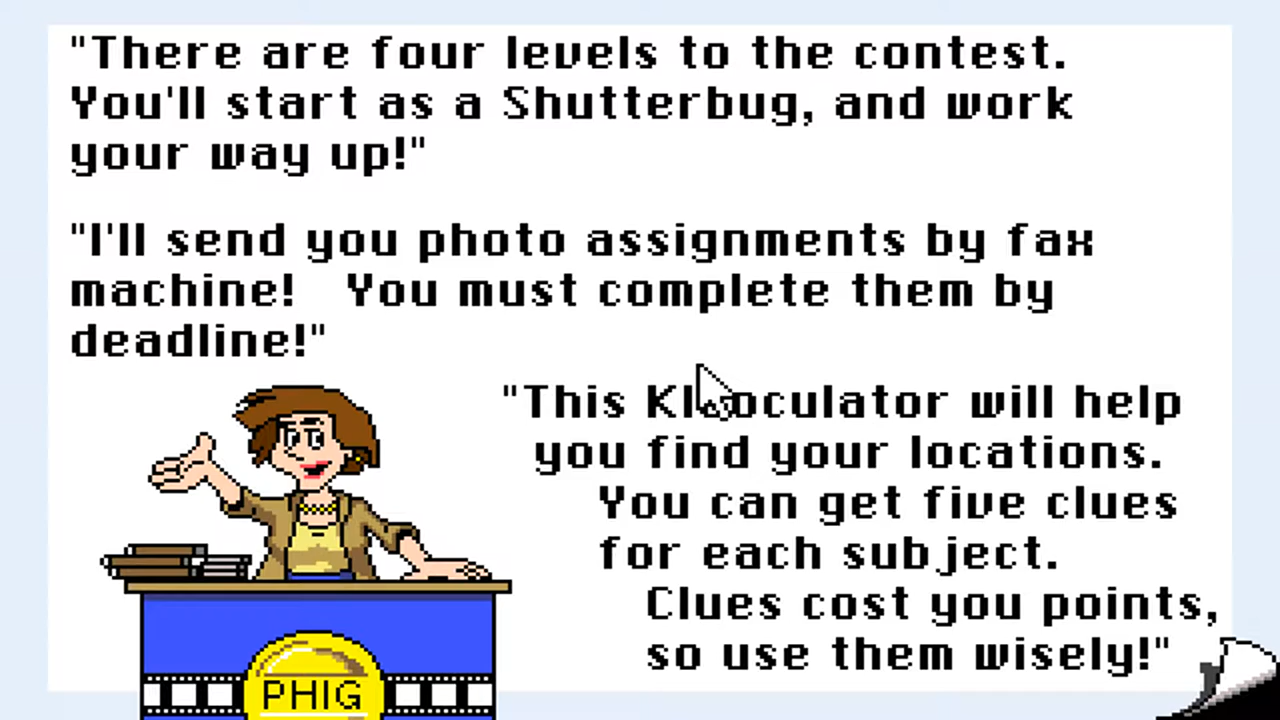 "There are four levels to the contest.
You'll start as a Shutterbug, and work
your way up!"
"I'll send you photo assignments by fax
machine! You must complete them by
deadline!"
"This will help
you find your locations.
You can get five clues
for each subject.
Clues cost you points,
so use them wisely!"
PHIG